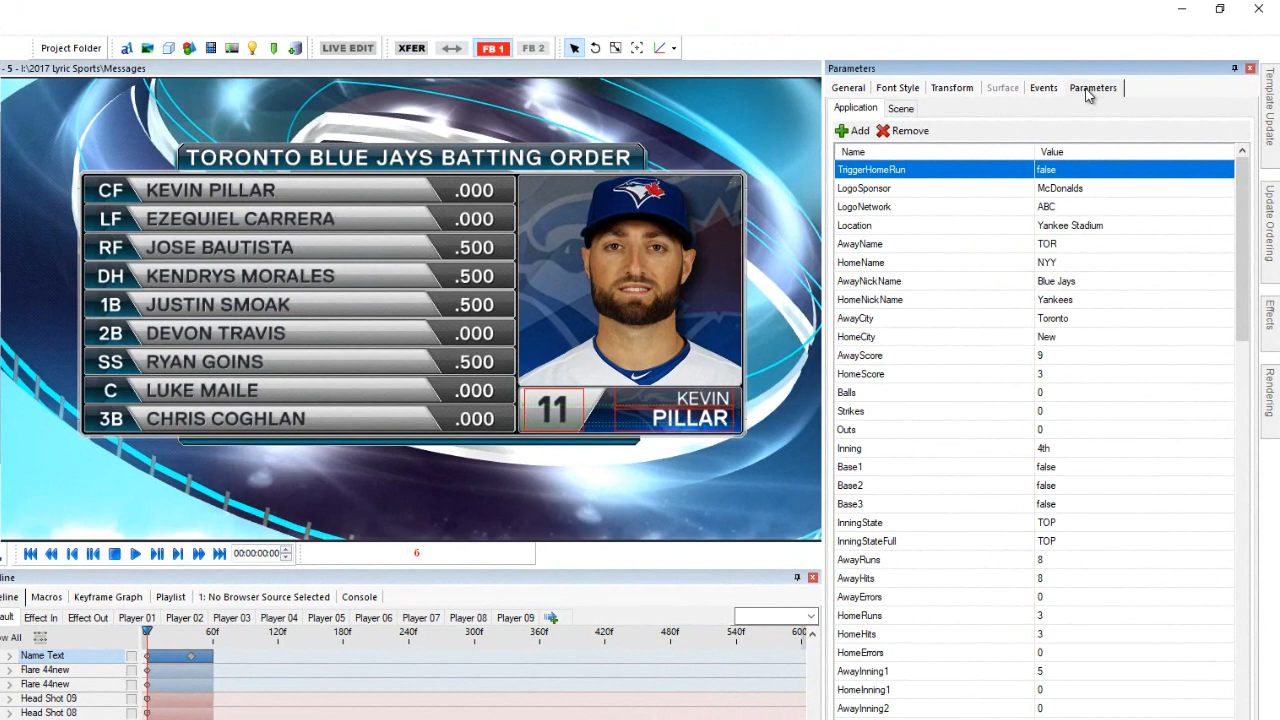 Project Folder
LIVE EDIT
XFER
FB 1
FB 2
- 5 - I:\2017 Lyric Sports\Messages
TORONTO BLUE JAYS BATTING ORDER
CF KEVIN PILLAR .000
LF EZEQUIEL CARRERA .000
RF JOSE BAUTISTA .500
DH KENDRYS MORALES .500
1B JUSTIN SMOAK .500
2B DEVON TRAVIS .000
SS RYAN GOINS .500
C LUKE MAILE .000
3B CHRIS COGHLAN .000
11
KEVIN
PILLAR
00:00:00:00
6
line
eline Macros Keyframe Graph Playlist 1: No Browser Source Selected Console
ault Effect In Effect Out Player 01 Player 02 Player 03 Player 04 Player 05 Player 06 Player 07 Player 08 Player 09
ow All
60f 120f 180f 240f 300f 360f 420f 480f 540f 600
Name Text
Flare 44new
Flare 44new
Head Shot 09
Head Shot 08
Parameters
General Font Style Transform Surface Events Parameters
Application Scene
Add Remove
Name Value
TriggerHomeRun false
LogoSponsor McDonalds
LogoNetwork ABC
Location Yankee Stadium
AwayName TOR
HomeName NYY
AwayNickName Blue Jays
HomeNickName Yankees
AwayCity Toronto
HomeCity New
AwayScore 9
HomeScore 3
Balls 0
Strikes 0
Outs 0
Inning 4th
Base1 false
Base2 false
Base3 false
InningState TOP
InningStateFull TOP
AwayRuns 8
AwayHits 8
AwayErrors 0
HomeRuns 3
HomeHits 3
HomeErrors 0
AwayInning1 5
HomeInning1 0
AwayInning2 0
Template Update
Update Ordering
Effects
Rendering